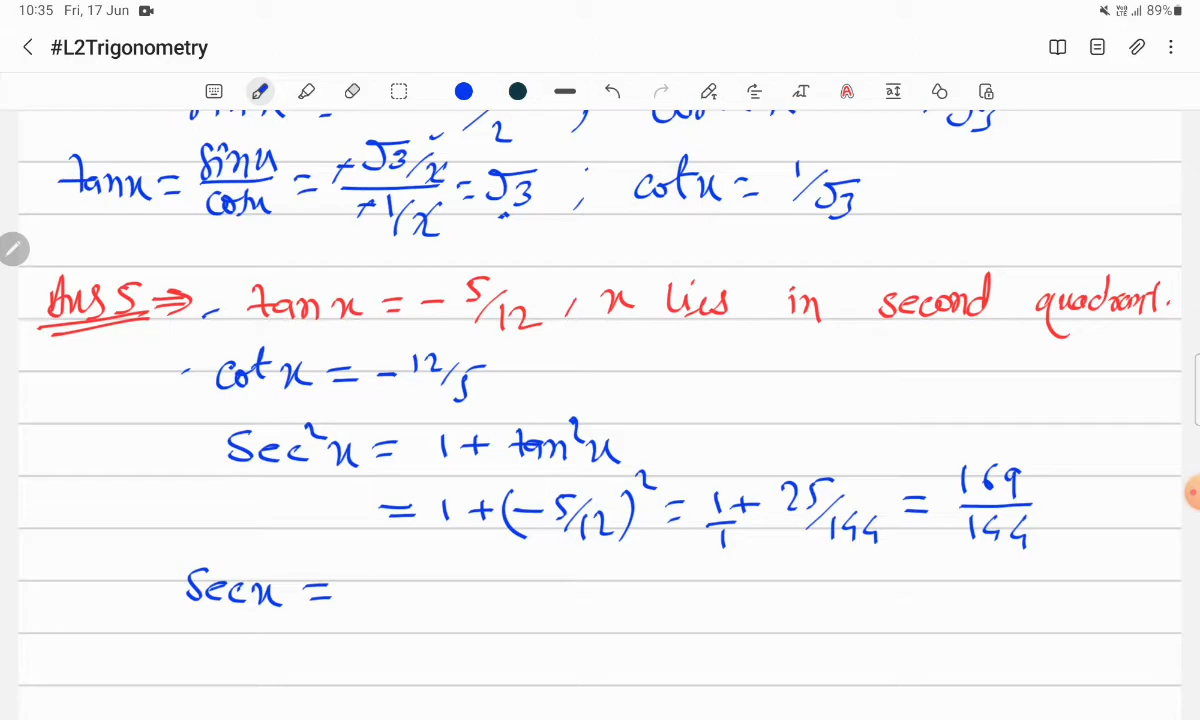 10:35 Fri, 17 Jun 89%
#L2Trigonometry
tanx = sinx/cosx = -√3/2 / -1/2 = √3 ; cotx = 1/√3
Ans 5 ⇒ tanx = - 5/12 , x lies in second quadrant.
cotx = - 12/5
Sec²x = 1 + tan²x
= 1 + (- 5/12)² = 1/1 + 25/144 = 169/144
Secx =